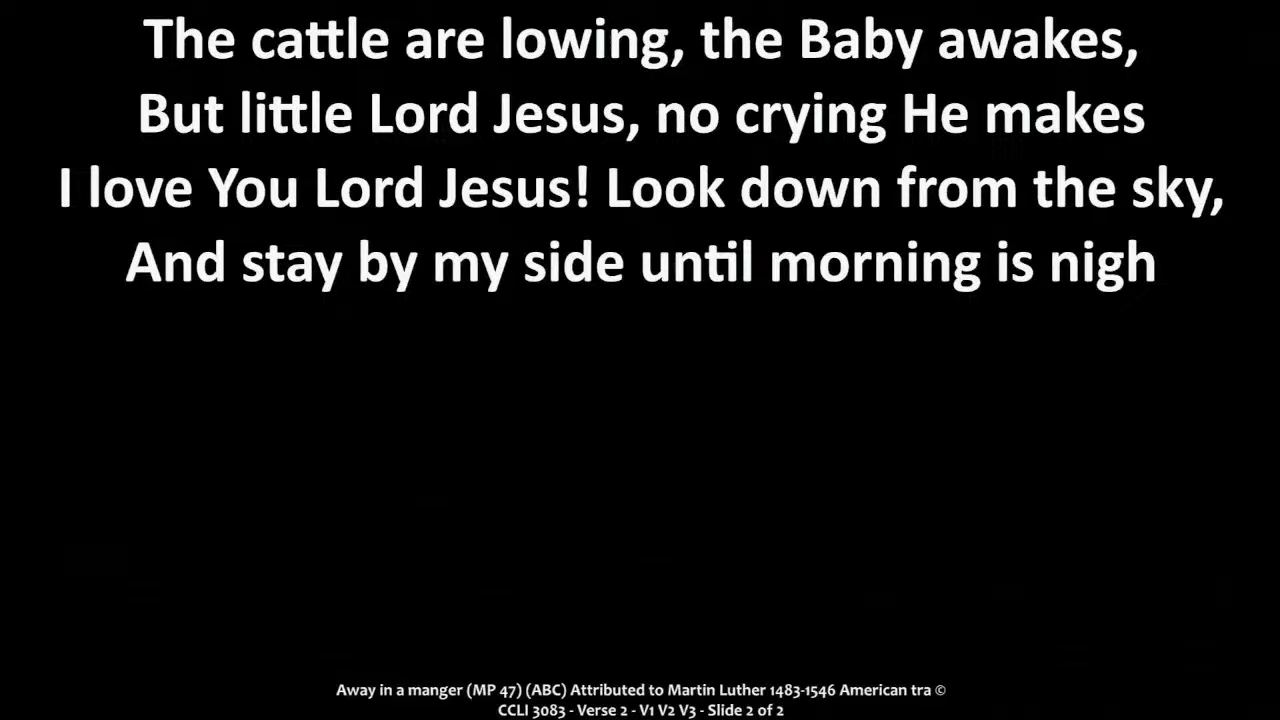 The cattle are lowing, the Baby awakes,
But little Lord Jesus, no crying He makes
I love You Lord Jesus! Look down from the sky,
And stay by my side until morning is nigh
Away in a manger (MP 47) (ABC) Attributed to Martin Luther 1483-1546 American tra ©
CCLI 3083 - Verse 2 - V1 V2 V3 - Slide 2 of 2